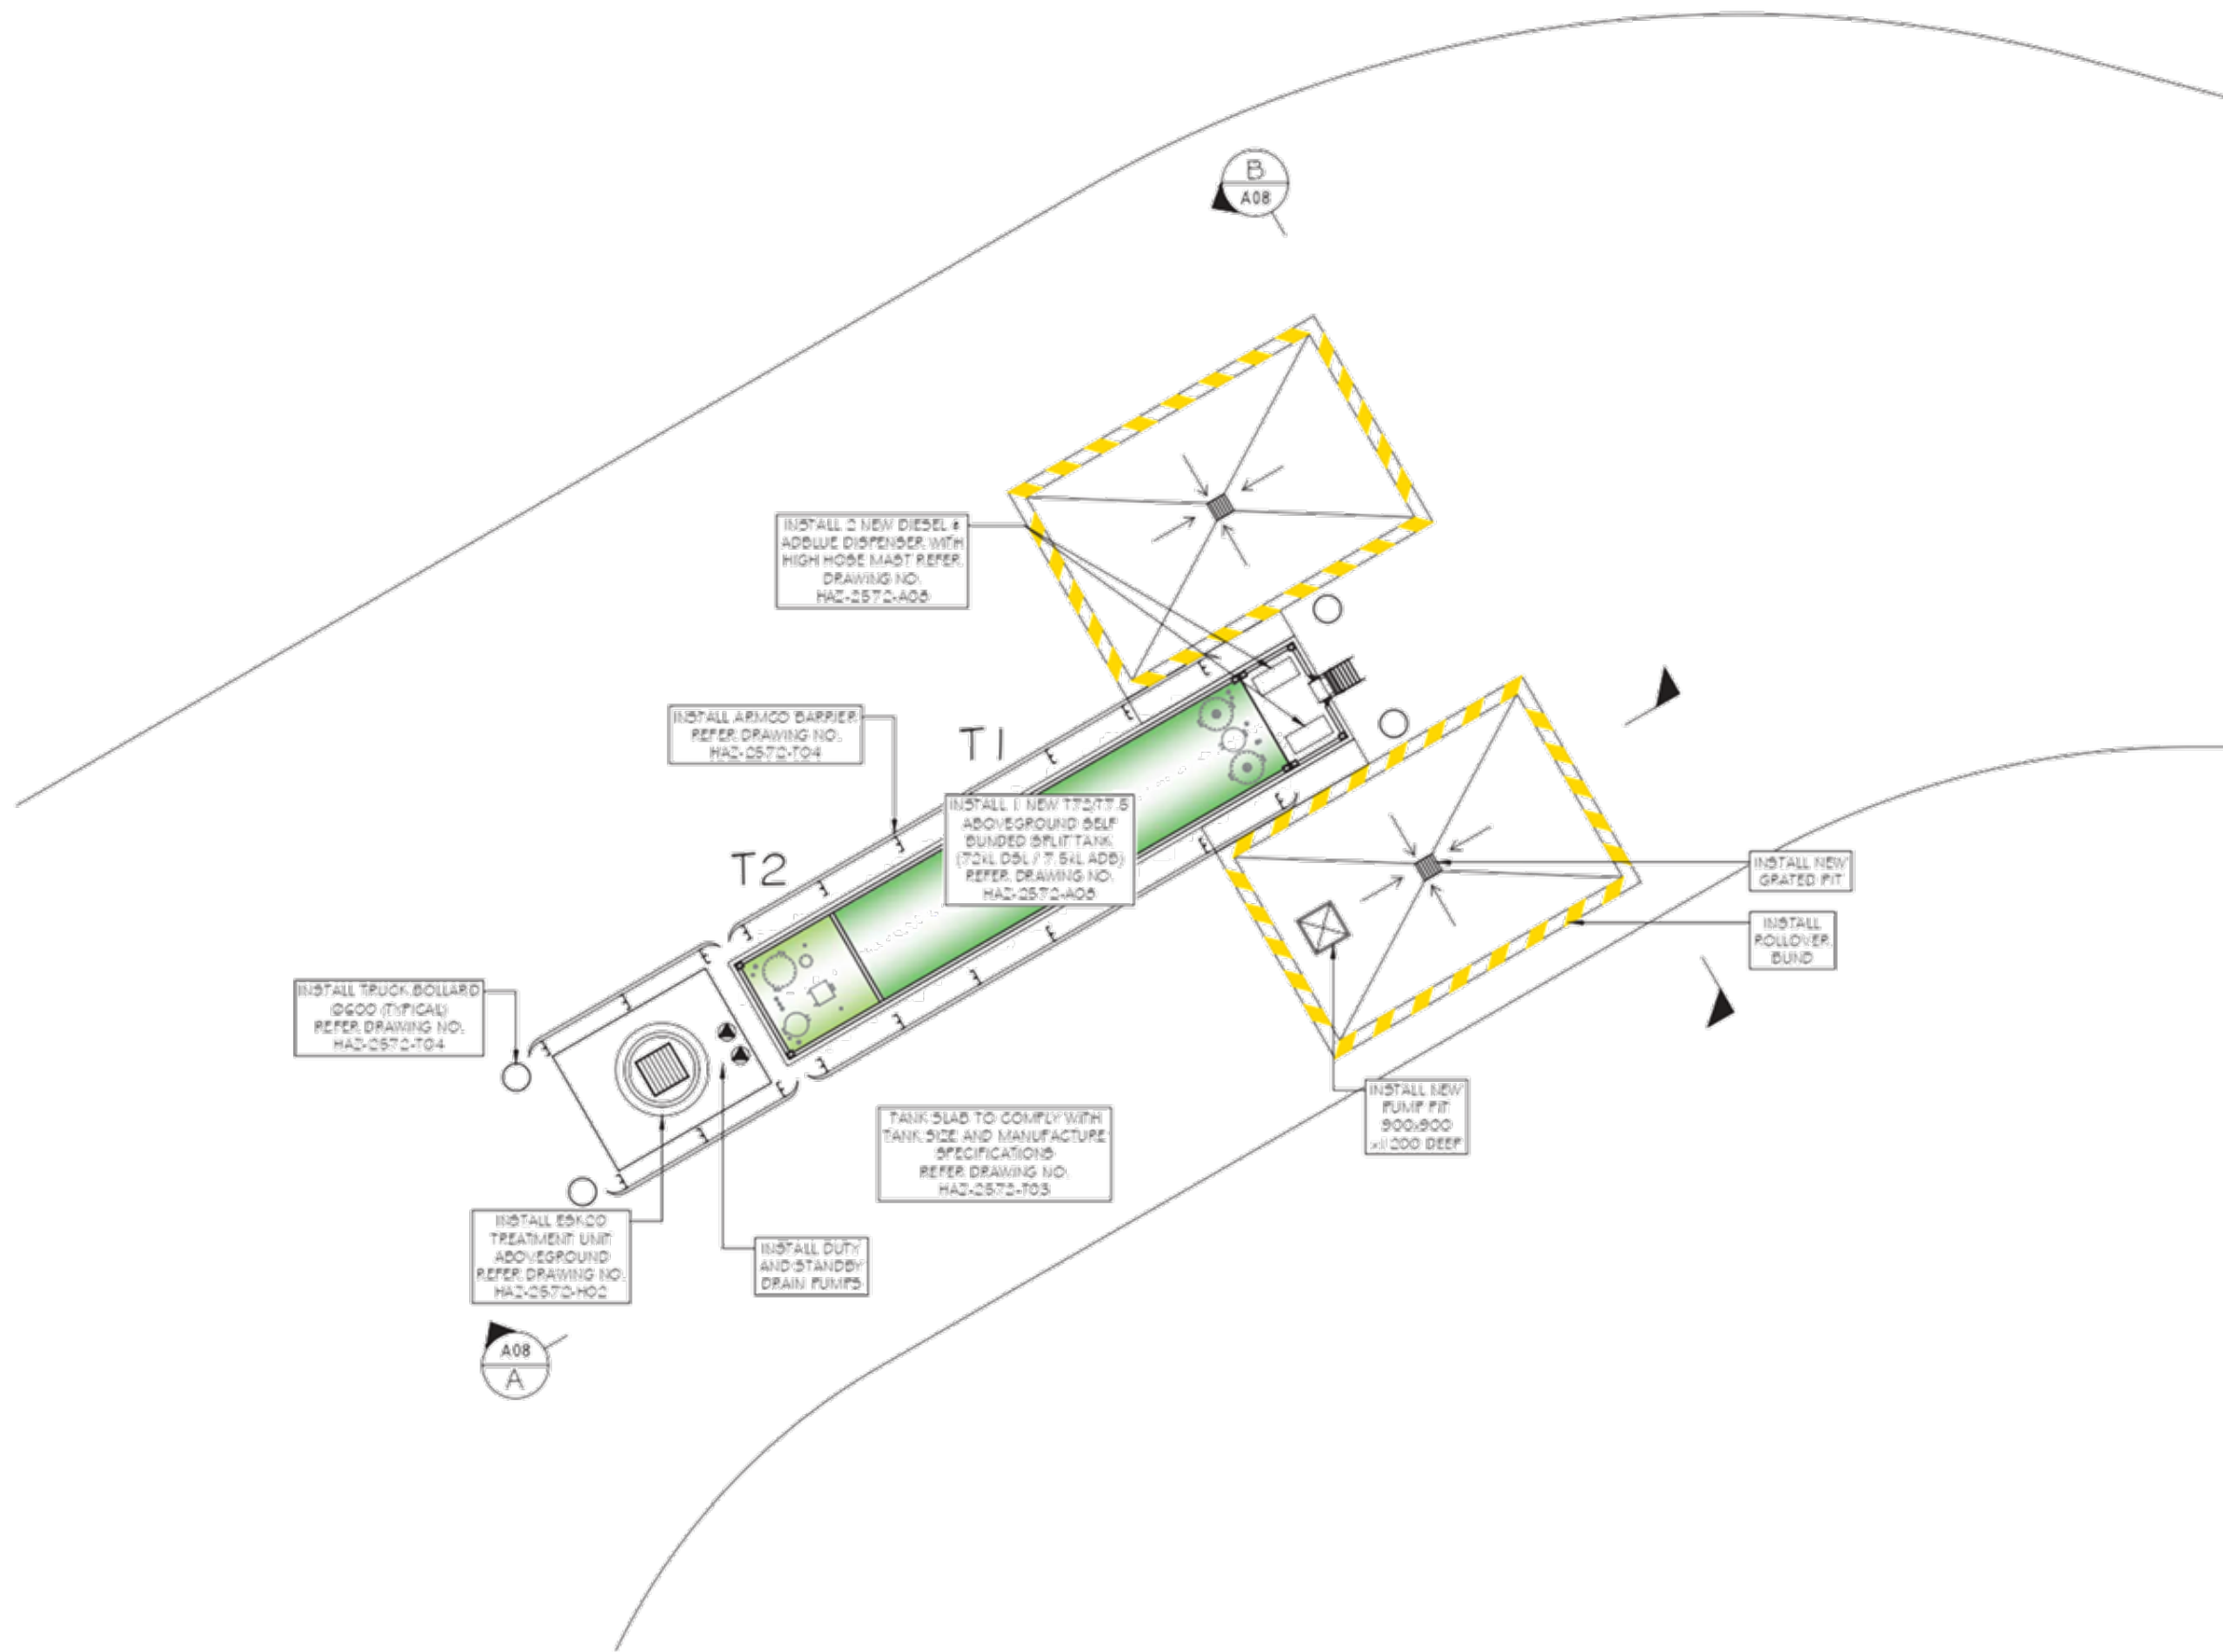 B
A08
INSTALL 2 NEW DIESEL &
ADBLUE DISPENSER WITH
HIGH HOSE MAST REFER
DRAWING NO.
HAZ-2572-A08
INSTALL ARMCO BARRIER
REFER DRAWING NO.
HAZ-2572-T04
T1
INSTALL 1 NEW T72/T7.5
ABOVEGROUND SELF
BUNDED SPLIT TANK
(72kL DSL / 7.5kL ADB)
REFER DRAWING NO.
HAZ-2572-A08
T2
INSTALL NEW
GRATED PIT
INSTALL
ROLLOVER
BUND
INSTALL TRUCK BOLLARD
Ø600 (TYPICAL)
REFER DRAWING NO.
HAZ-2572-T04
INSTALL NEW
PUMP PIT
900x900
x1200 DEEP
TANK SLAB TO COMPLY WITH
TANK SIZE AND MANUFACTURE
SPECIFICATIONS
REFER DRAWING NO.
HAZ-2572-T03
INSTALL ESKCO
TREATMENT UNIT
ABOVEGROUND
REFER DRAWING NO.
HAZ-2572-H02
INSTALL DUTY
AND STANDBY
DRAIN PUMPS
A08
A